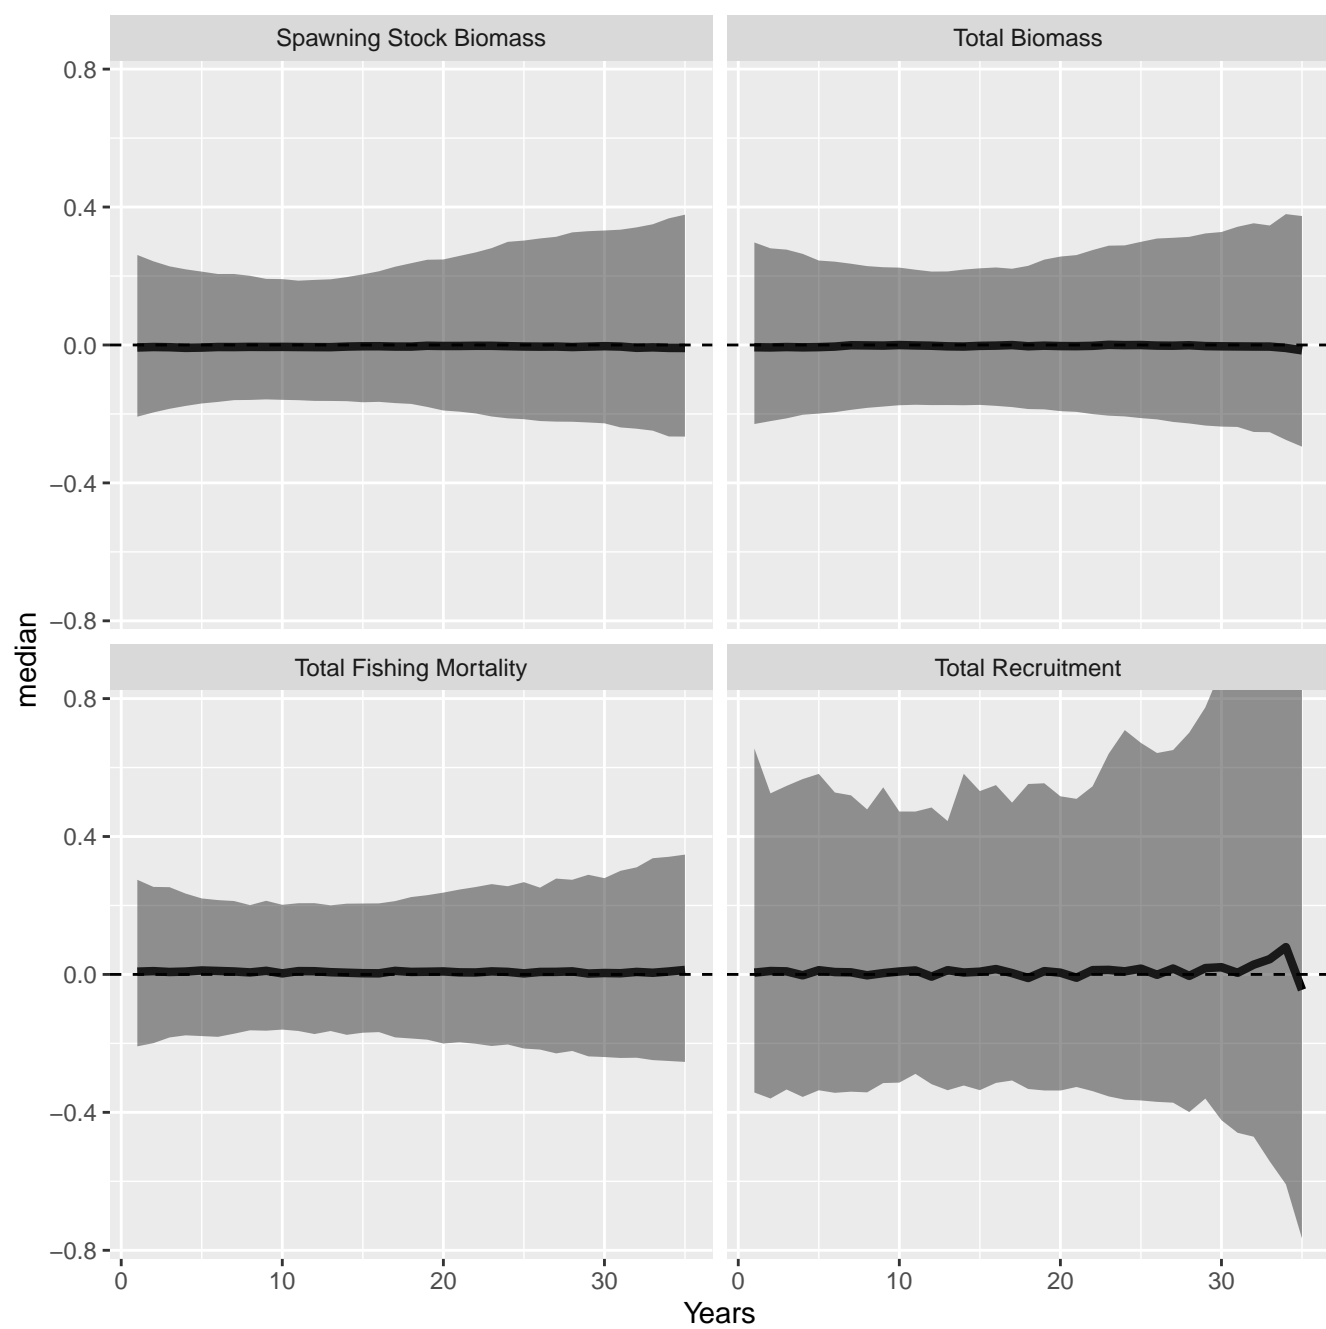 Spawning Stock Biomass
Total Biomass
0.8
0.4
0.0
−0.4
−0.8
median
Total Fishing Mortality
Total Recruitment
0.8
0.4
0.0
−0.4
−0.8
0 10 20 30
0 10 20 30
Years